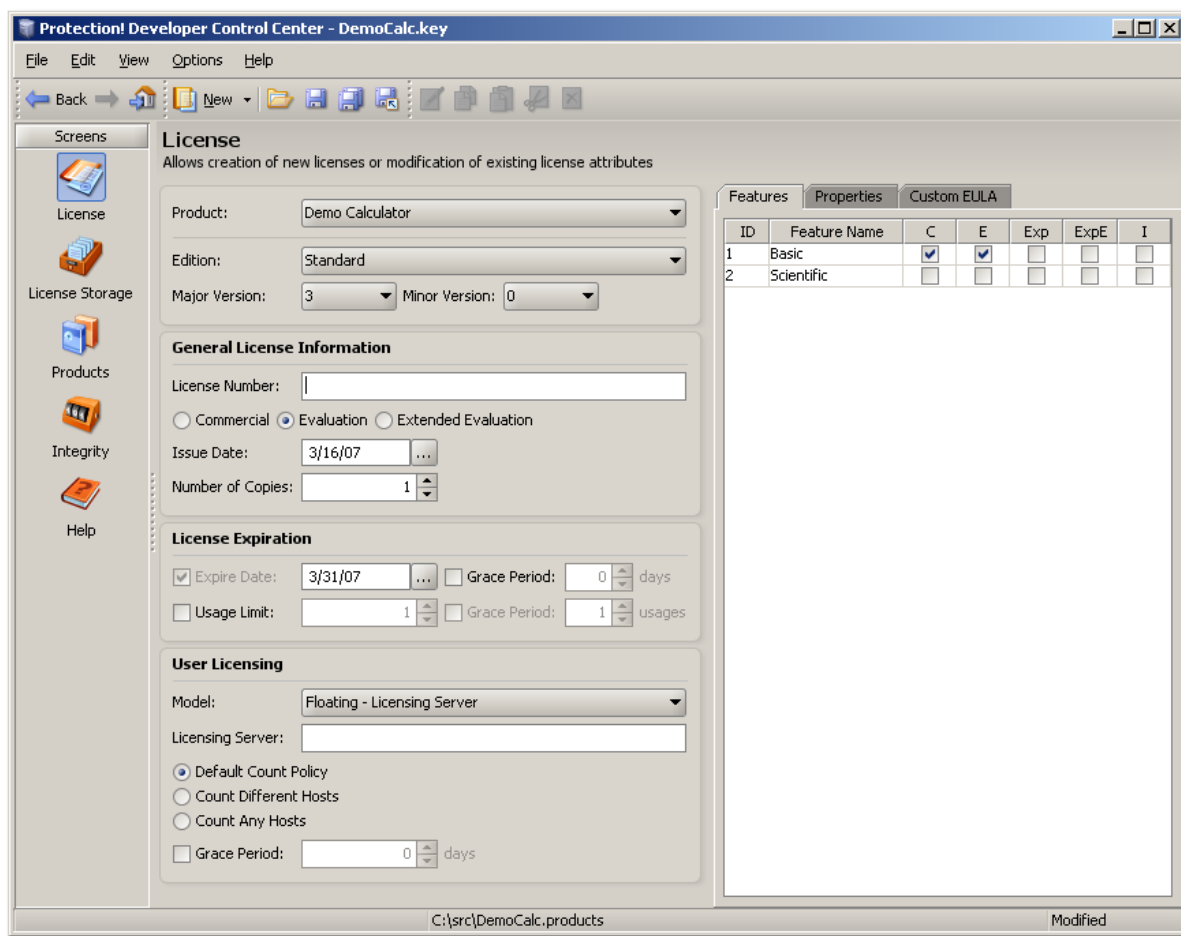 Protection! Developer Control Center - DemoCalc.key
File Edit View Options Help
Back New
Screens
License
License Storage
Products
Integrity
Help
License
Allows creation of new licenses or modification of existing license attributes
Product: Demo Calculator
Edition: Standard
Major Version: 3 Minor Version: 0
General License Information
License Number:
Commercial Evaluation Extended Evaluation
Issue Date: 3/16/07 ...
Number of Copies: 1
License Expiration
Expire Date: 3/31/07 ... Grace Period: 0 days
Usage Limit: 1 Grace Period: 1 usages
User Licensing
Model: Floating - Licensing Server
Licensing Server:
Default Count Policy
Count Different Hosts
Count Any Hosts
Grace Period: 0 days
Features Properties Custom EULA
ID Feature Name C E Exp ExpE I
1 Basic
2 Scientific
C:\src\DemoCalc.products Modified